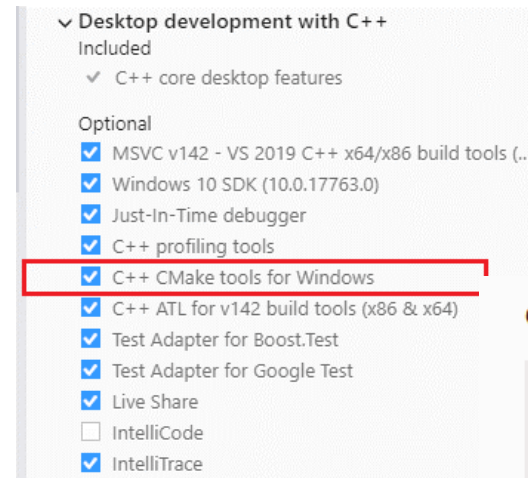 Desktop development with C++
Included
C++ core desktop features
Optional
MSVC v142 - VS 2019 C++ x64/x86 build tools (...
Windows 10 SDK (10.0.17763.0)
Just-In-Time debugger
C++ profiling tools
C++ CMake tools for Windows
C++ ATL for v142 build tools (x86 & x64)
Test Adapter for Boost.Test
Test Adapter for Google Test
Live Share
IntelliCode
IntelliTrace